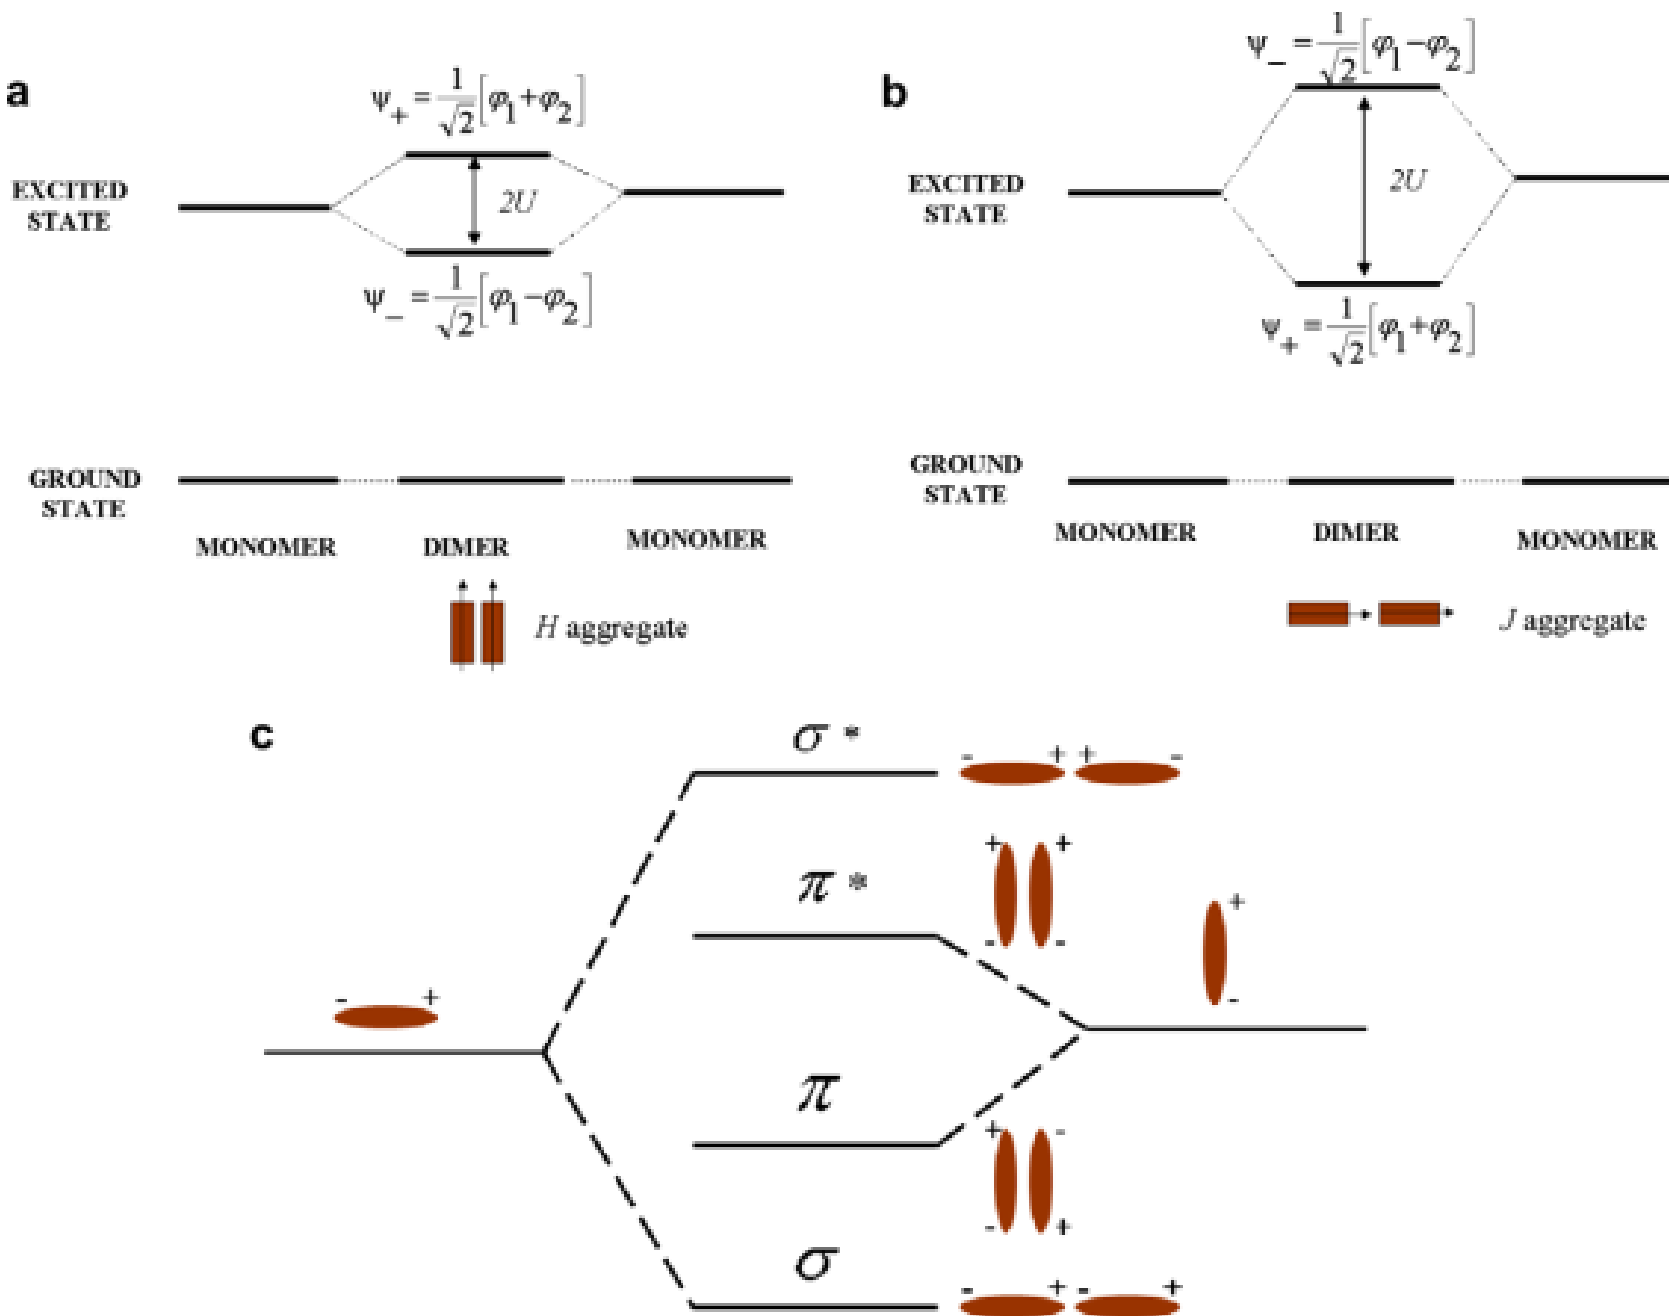 a
ψ₊ = 1/√2 [φ₁+φ₂]
EXCITED
STATE
2U
ψ₋ = 1/√2 [φ₁−φ₂]
GROUND
STATE
MONOMER DIMER MONOMER
H aggregate
b
ψ₋ = 1/√2 [φ₁−φ₂]
EXCITED
STATE
2U
ψ₊ = 1/√2 [φ₁+φ₂]
GROUND
STATE
MONOMER DIMER MONOMER
J aggregate
c
σ* - + + -
π* + +
- -
- +
+
-
π + -
- +
σ - + - +